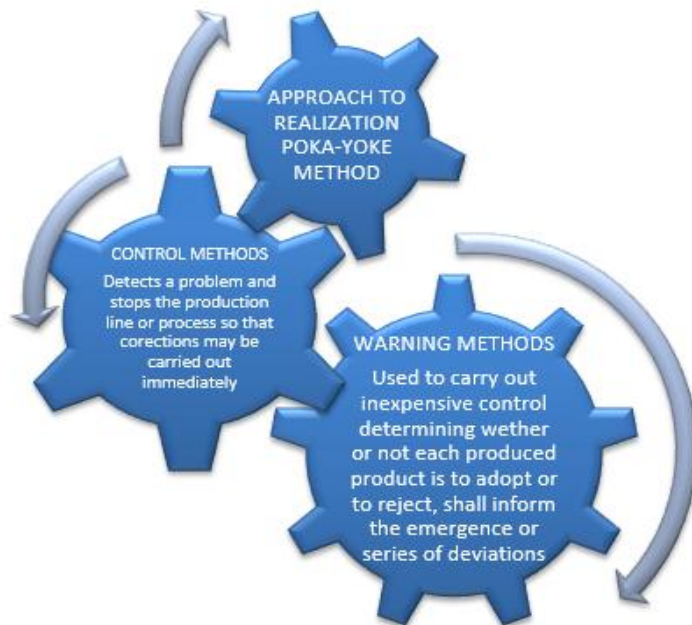 APPROACH TO
REALIZATION
POKA-YOKE
METHOD
CONTROL METHODS
Detects a problem and
stops the production
line or process so that
corections may be
carried out
immediately
WARNING METHODS
Used to carry out
inexpensive control
determining wether
or not each produced
product is to adopt or
to reject, shall inform
the emergence or
series of deviations